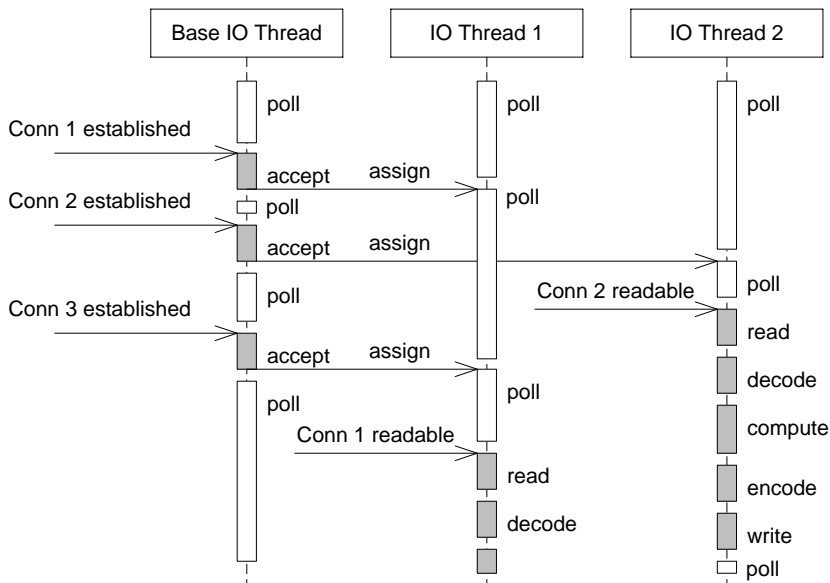 Base IO Thread IO Thread 1 IO Thread 2
poll poll poll
Conn 1 established
accept assign
poll
Conn 2 established
poll
accept assign
poll
Conn 2 readable
poll
Conn 3 established
read
accept assign
decode
poll
poll
Conn 1 readable
compute
read
encode
decode
write
poll